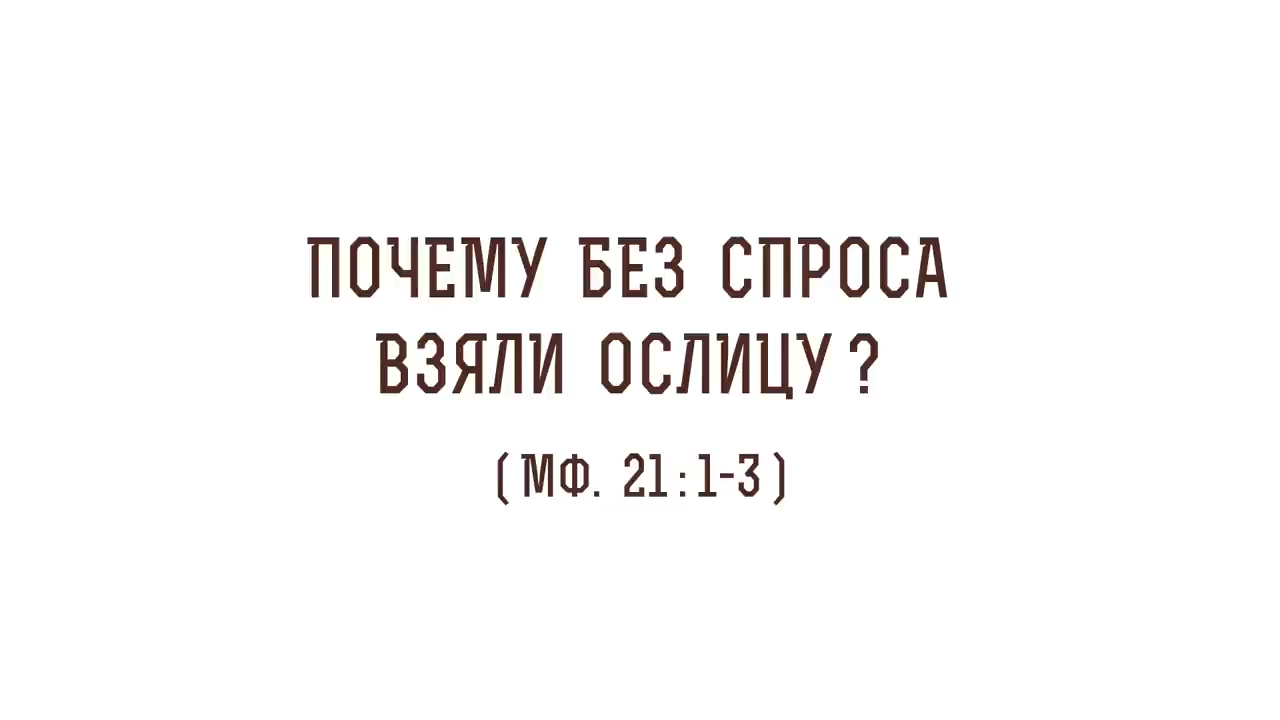 ПОЧЕМУ БЕЗ СПРОСА
ВЗЯЛИ ОСЛИЦУ?
(МФ. 21:1-3)